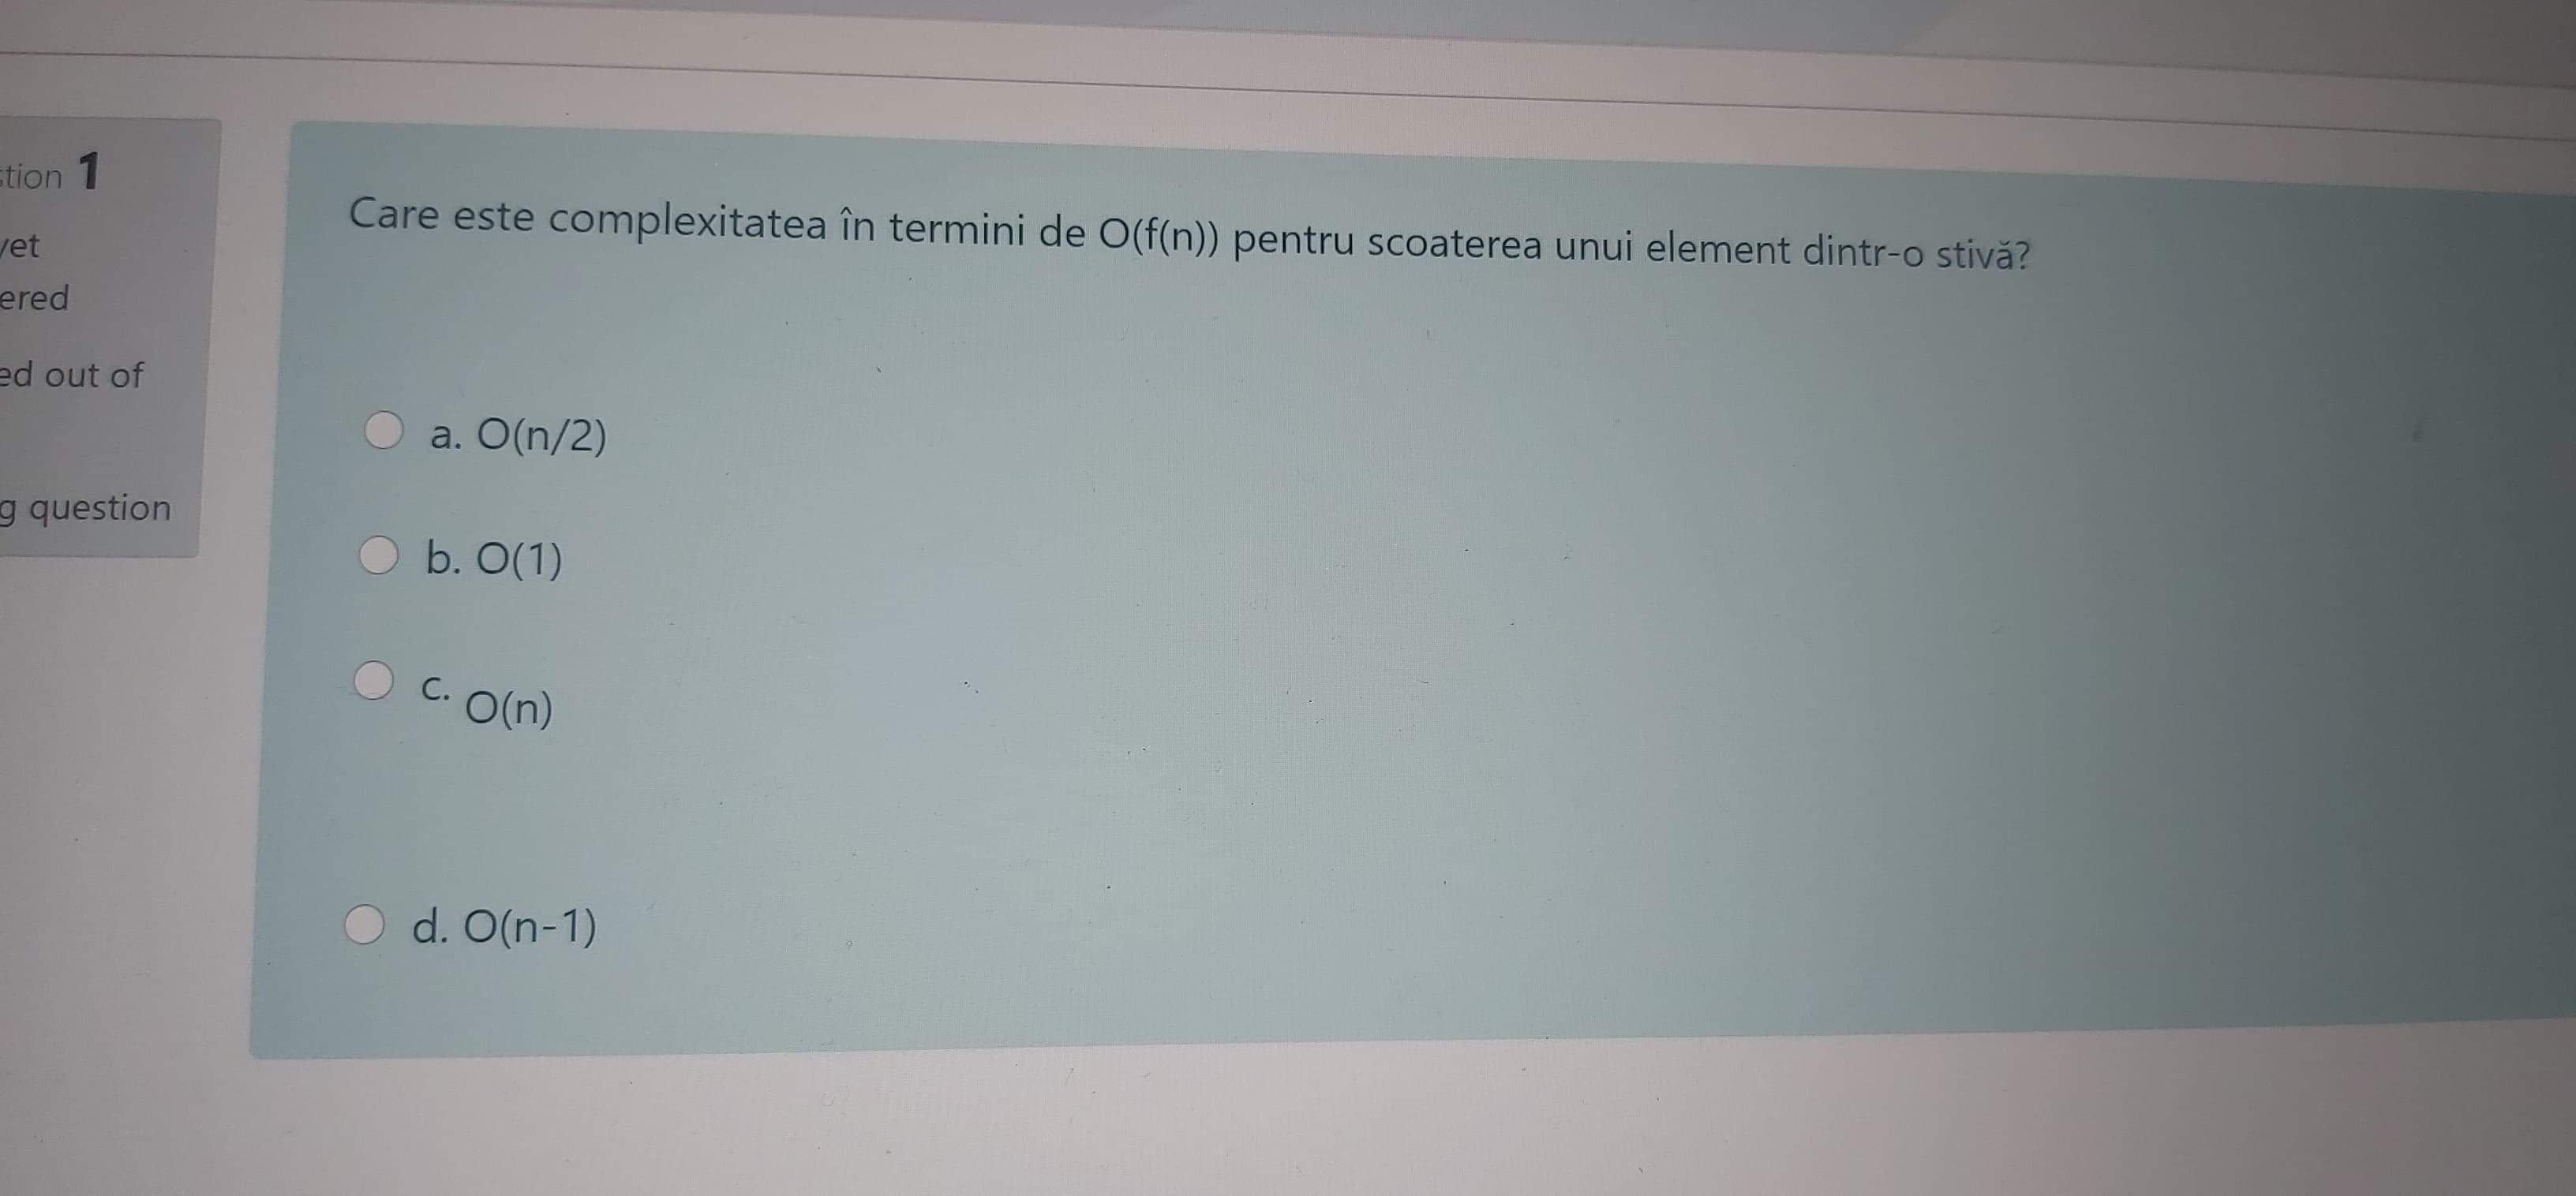 tion 1
yet
ered
ed out of
g question
Care este complexitatea în termini de O(f(n)) pentru scoaterea unui element dintr-o stivă?
a. O(n/2)
b. O(1)
c. O(n)
d. O(n-1)